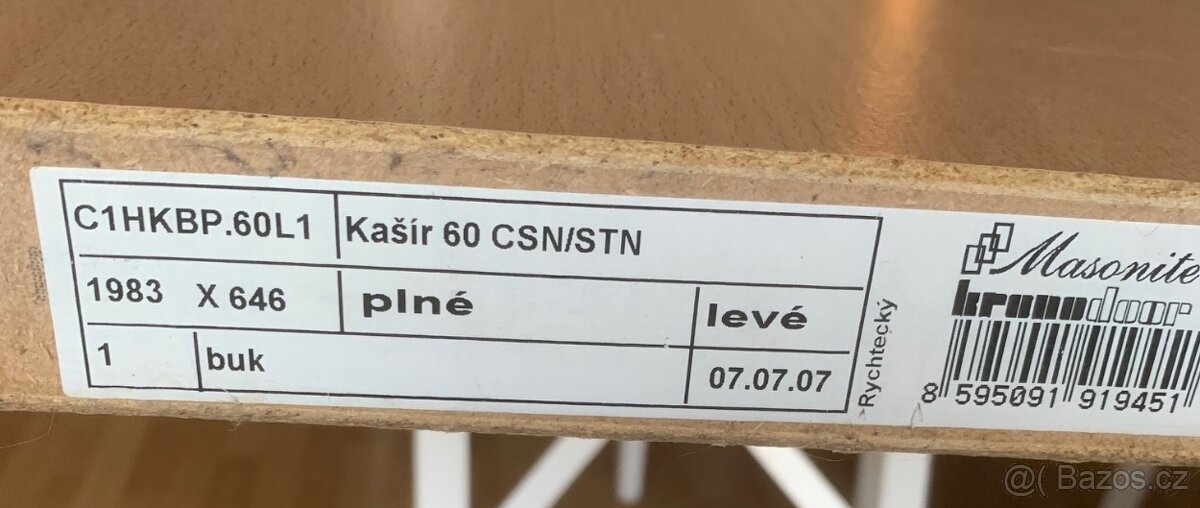 C1HKBP.60L1 Kašír 60 CSN/STN
1983 X 646 plné levé
1 buk 07.07.07
Rychtecký
Masonite
kronodoor
8 595091 919451
@( Bazos.cz